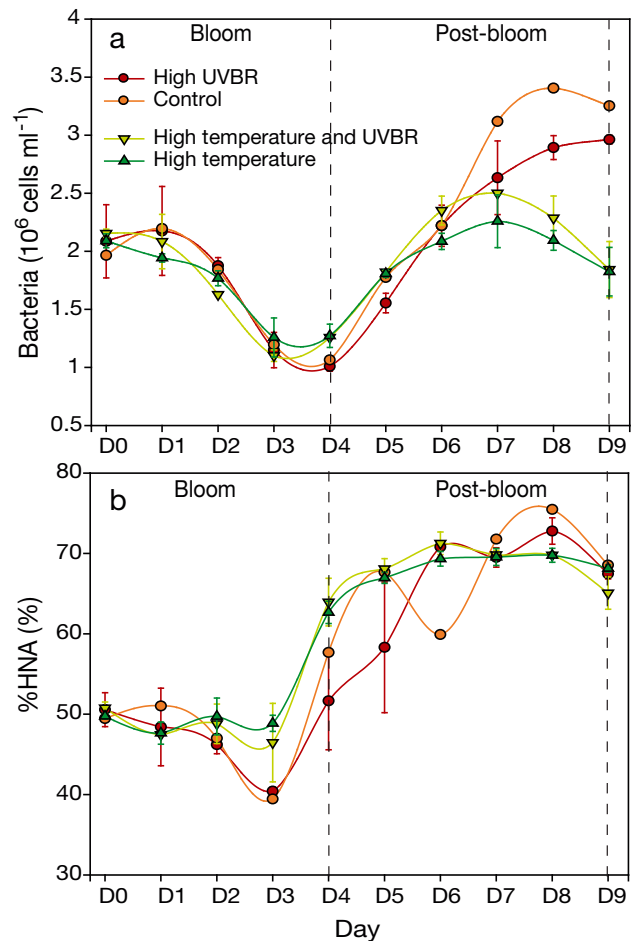 a
Bloom
Post-bloom
High UVBR
Control
High temperature and UVBR
High temperature
Bacteria (10⁶ cells ml⁻¹)
4
3.5
3
2.5
2
1.5
1
0.5
D0 D1 D2 D3 D4 D5 D6 D7 D8 D9
b
Bloom
Post-bloom
%HNA (%)
80
70
60
50
40
30
D0 D1 D2 D3 D4 D5 D6 D7 D8 D9
Day